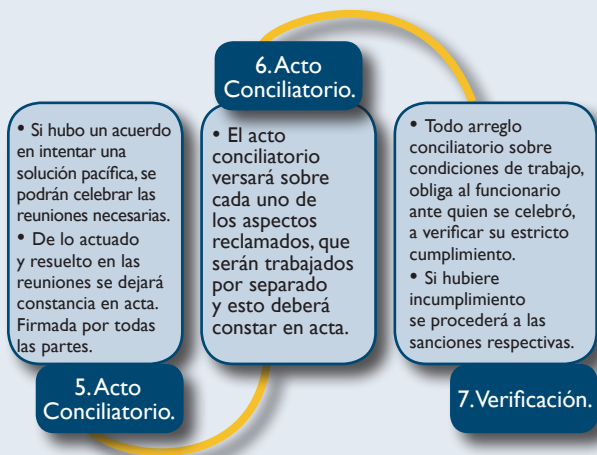 • Si hubo un acuerdo
en intentar una
solución pacífica, se
podrán celebrar las
reuniones necesarias.
• De lo actuado
y resuelto en las
reuniones se dejará
constancia en acta.
Firmada por todas
las partes.
5. Acto
Conciliatorio.
6. Acto
Conciliatorio.
• El acto
conciliatorio
versará sobre
cada uno de
los aspectos
reclamados, que
serán trabajados
por separado
y esto deberá
constar en acta.
• Todo arreglo
conciliatorio sobre
condiciones de trabajo,
obliga al funcionario
ante quien se celebró,
a verificar su estricto
cumplimiento.
• Si hubiere
incumplimiento
se procederá a las
sanciones respectivas.
7. Verificación.